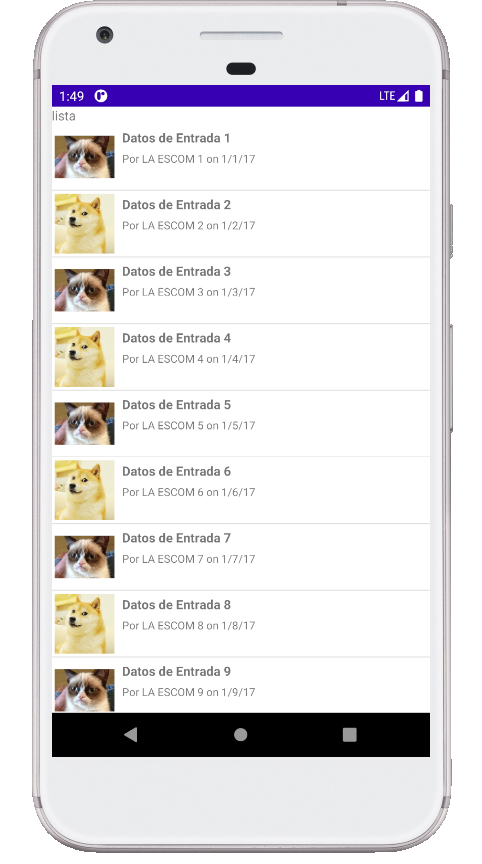 1:49 LTE
lista
Datos de Entrada 1
Por LA ESCOM 1 on 1/1/17
Datos de Entrada 2
Por LA ESCOM 2 on 1/2/17
Datos de Entrada 3
Por LA ESCOM 3 on 1/3/17
Datos de Entrada 4
Por LA ESCOM 4 on 1/4/17
Datos de Entrada 5
Por LA ESCOM 5 on 1/5/17
Datos de Entrada 6
Por LA ESCOM 6 on 1/6/17
Datos de Entrada 7
Por LA ESCOM 7 on 1/7/17
Datos de Entrada 8
Por LA ESCOM 8 on 1/8/17
Datos de Entrada 9
Por LA ESCOM 9 on 1/9/17